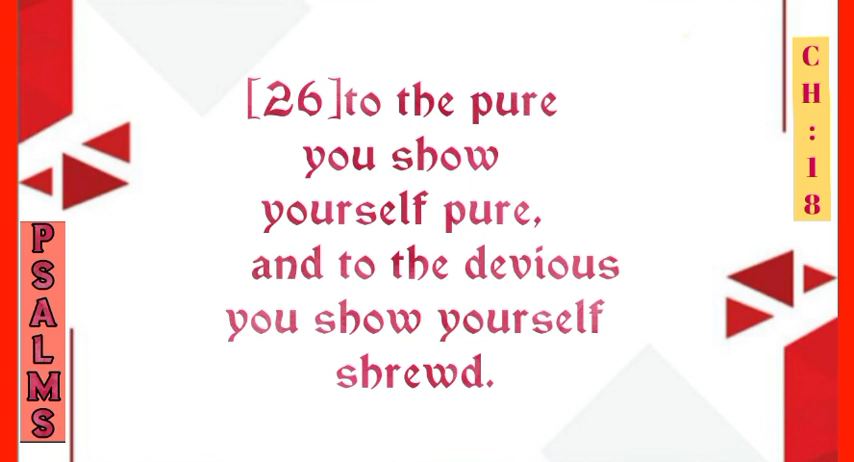 [26]to the pure
you show
yourself pure,
and to the devious
you show yourself
shrewd.
PSALMS
CH:18